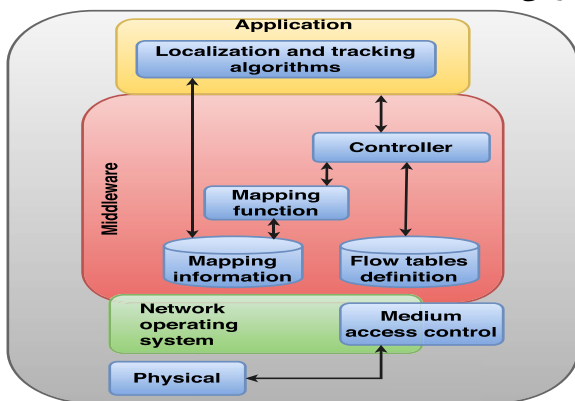 Application
Localization and tracking
algorithms
Controller
Middleware
Mapping
function
Mapping
information
Flow tables
definition
Network
operating
system
Medium
access control
Physical